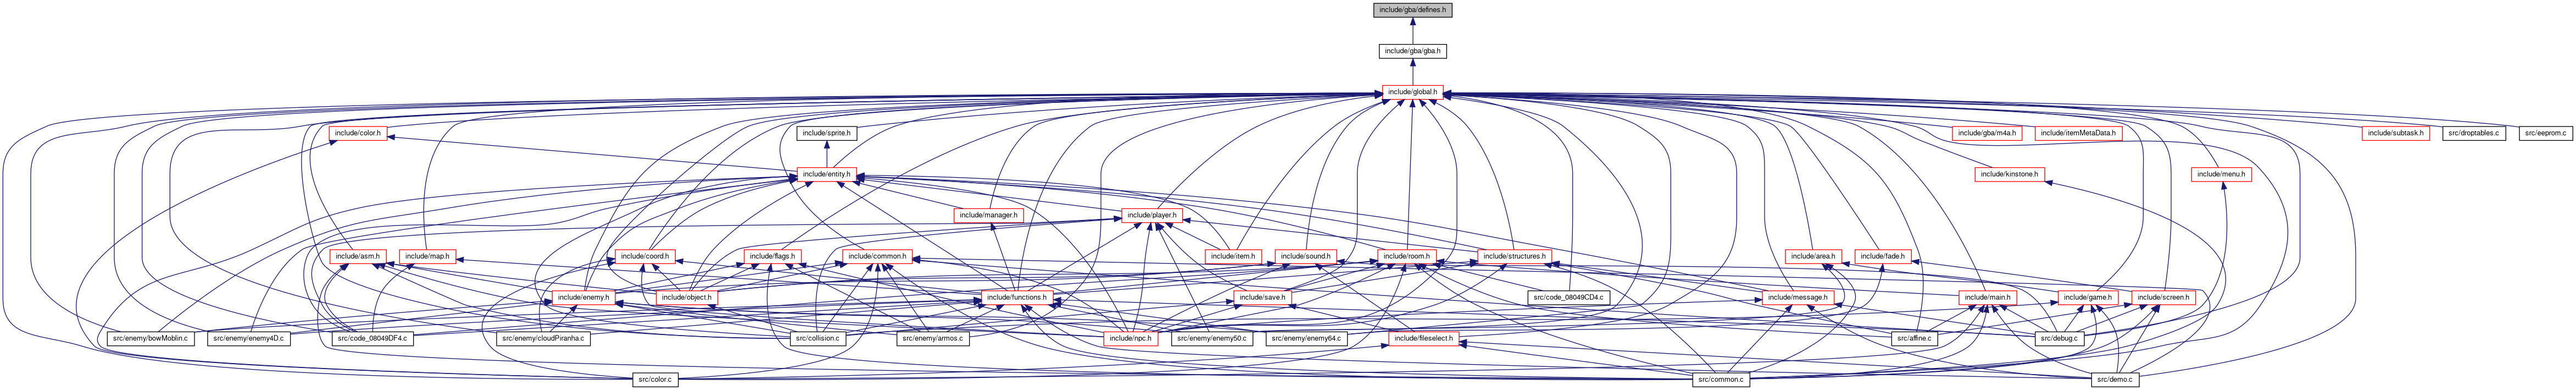 include/gba/defines.h
include/gba/gba.h
include/global.h
include/color.h
include/sprite.h
include/gba/m4a.h
include/itemMetaData.h
include/subtask.h
src/droptables.c
src/eeprom.c
include/entity.h
include/kinstone.h
include/menu.h
include/manager.h
include/player.h
include/asm.h
include/map.h
include/coord.h
include/flags.h
include/common.h
include/item.h
include/sound.h
include/room.h
include/structures.h
include/area.h
include/fade.h
include/enemy.h
include/object.h
include/functions.h
include/save.h
src/code_08049CD4.c
include/message.h
include/main.h
include/game.h
include/screen.h
src/enemy/bowMoblin.c
src/enemy/enemy4D.c
src/code_08049DF4.c
src/enemy/cloudPiranha.c
src/collision.c
src/enemy/armos.c
include/npc.h
src/enemy/enemy50.c
src/enemy/enemy64.c
include/fileselect.h
src/affine.c
src/debug.c
src/color.c
src/common.c
src/demo.c